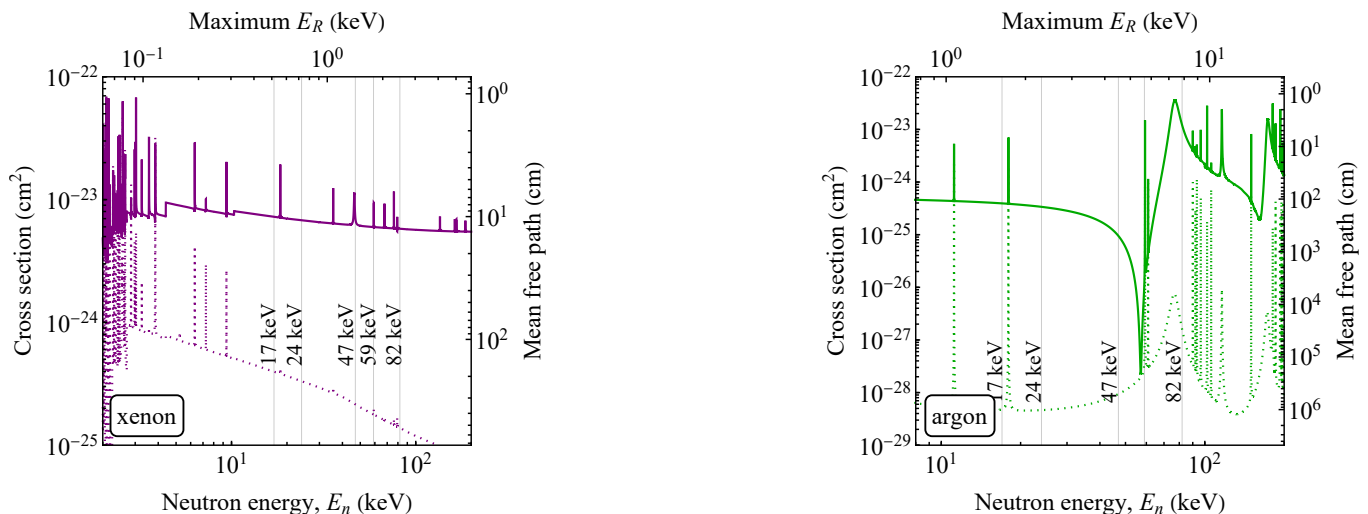 Maximum E_R (keV)
10^-1 10^0
10^-22
10^-23
10^-24
10^-25
Cross section (cm^2)
10^0
10^1
10^2
Mean free path (cm)
17 keV
24 keV
47 keV
59 keV
82 keV
xenon
10^1 10^2
Neutron energy, E_n (keV)
Maximum E_R (keV)
10^0 10^1
10^-22
10^-23
10^-24
10^-25
10^-26
10^-27
10^-28
10^-29
Cross section (cm^2)
10^0
10^1
10^2
10^3
10^4
10^5
10^6
Mean free path (cm)
17 keV
24 keV
47 keV
82 keV
argon
10^1 10^2
Neutron energy, E_n (keV)